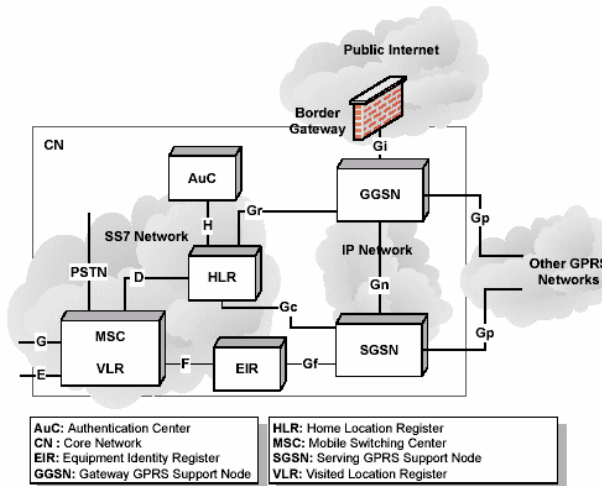 Public Internet
Border
Gateway
CN
Gi
AuC
GGSN
Gr
Gp
H
SS7 Network
IP Network
Other GPRS
Networks
PSTN
D
HLR
Gn
Gc
Gp
G
MSC
SGSN
VLR
F
EIR
Gf
E
AuC: Authentication Center
CN : Core Network
EIR: Equipment Identity Register
GGSN: Gateway GPRS Support Node
HLR: Home Location Register
MSC: Mobile Switching Center
SGSN: Serving GPRS Support Node
VLR: Visited Location Register